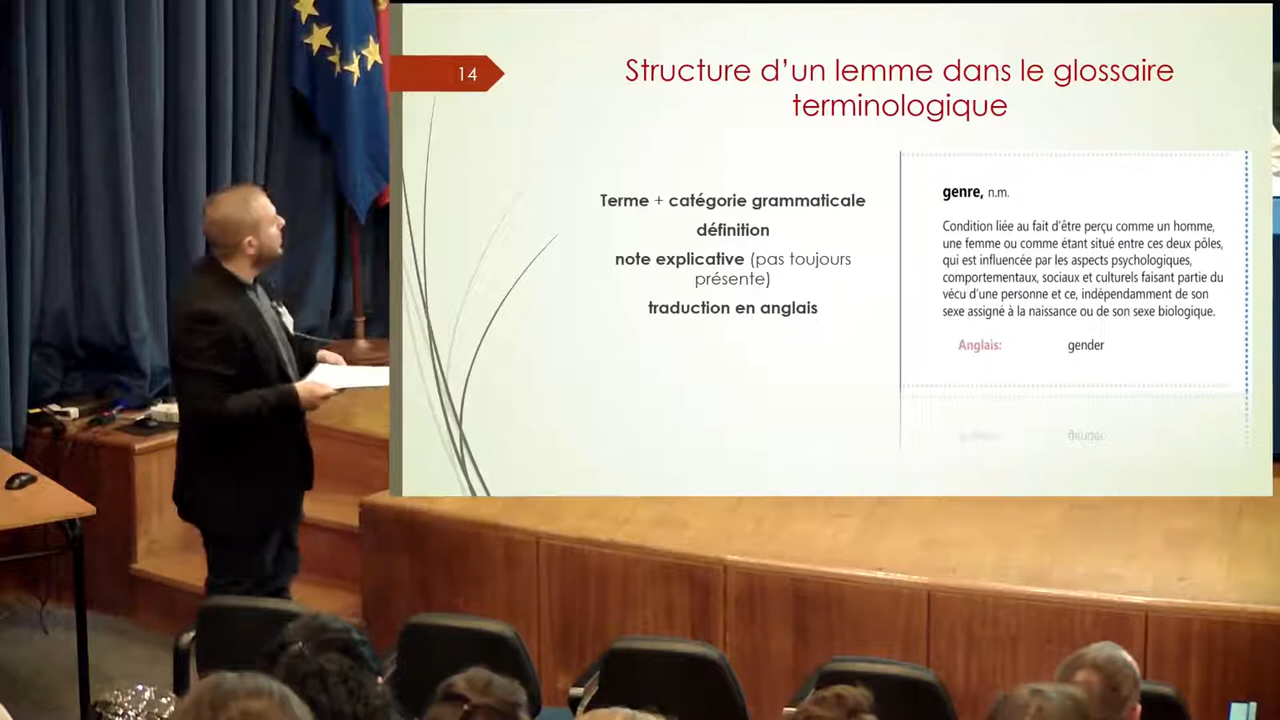 14
Structure d’un lemme dans le glossaire
terminologique
Terme + catégorie grammaticale
définition
note explicative (pas toujours
présente)
traduction en anglais
genre, n.m.
Condition liée au fait d’être perçu comme un homme,
une femme ou comme étant situé entre ces deux pôles,
qui est influencée par les aspects psychologiques,
comportementaux, sociaux et culturels faisant partie du
vécu d’une personne et ce, indépendamment de son
sexe assigné à la naissance ou de son sexe biologique.
Anglais: gender